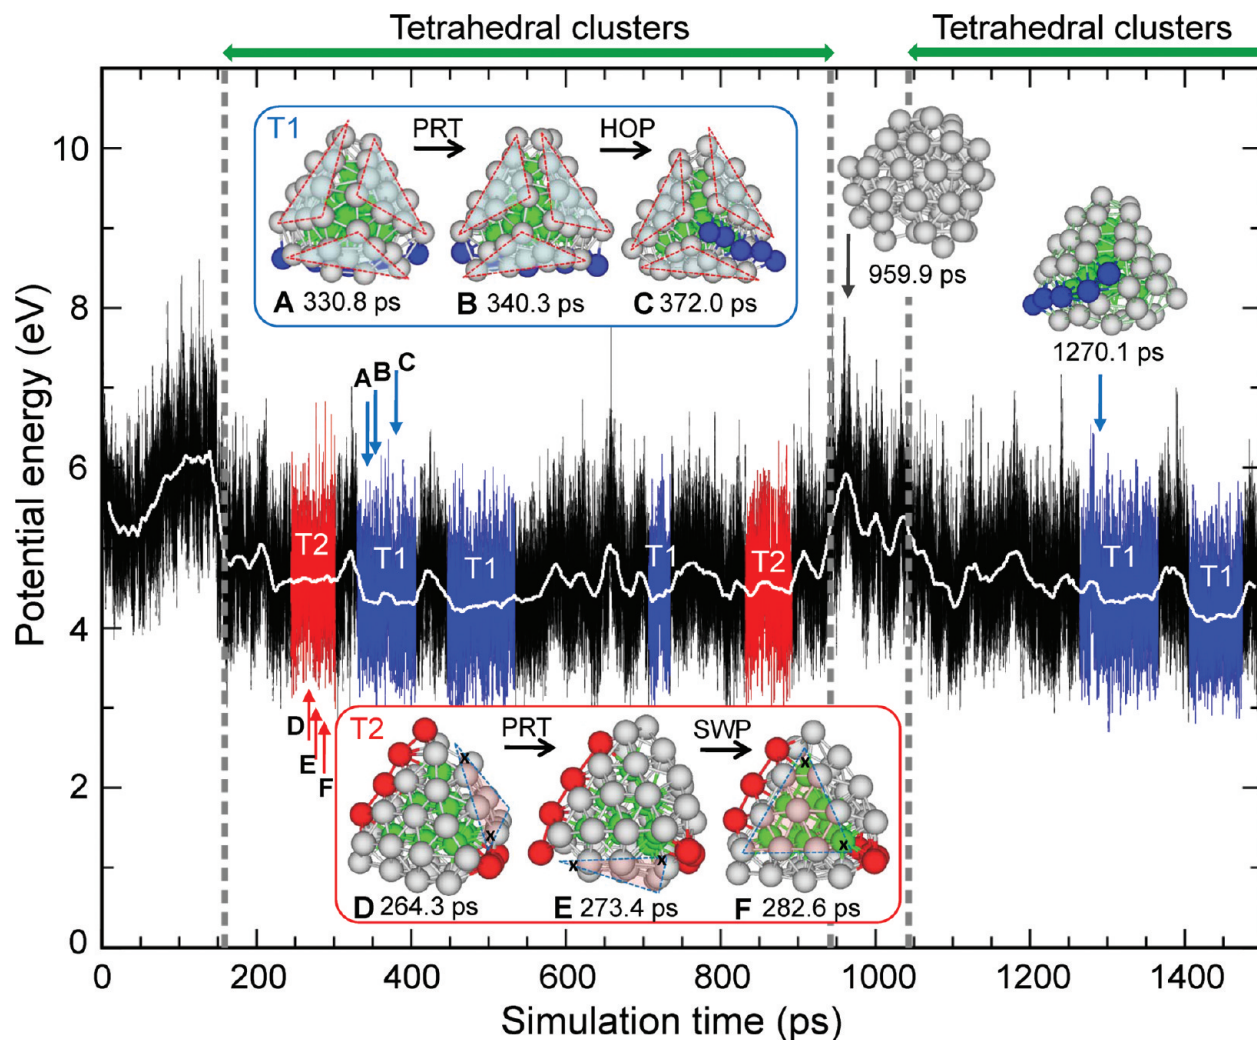 Tetrahedral clusters
Tetrahedral clusters
Potential energy (eV)
10
8
6
4
2
0
T1
PRT
HOP
A 330.8 ps
B 340.3 ps
C 372.0 ps
959.9 ps
1270.1 ps
A
B
C
T2
T1
T1
T1
T2
T1
T1
D
E
F
T2
PRT
SWP
x
x
x
x
x
x
D 264.3 ps
E 273.4 ps
F 282.6 ps
0
200
400
600
800
1000
1200
1400
Simulation time (ps)